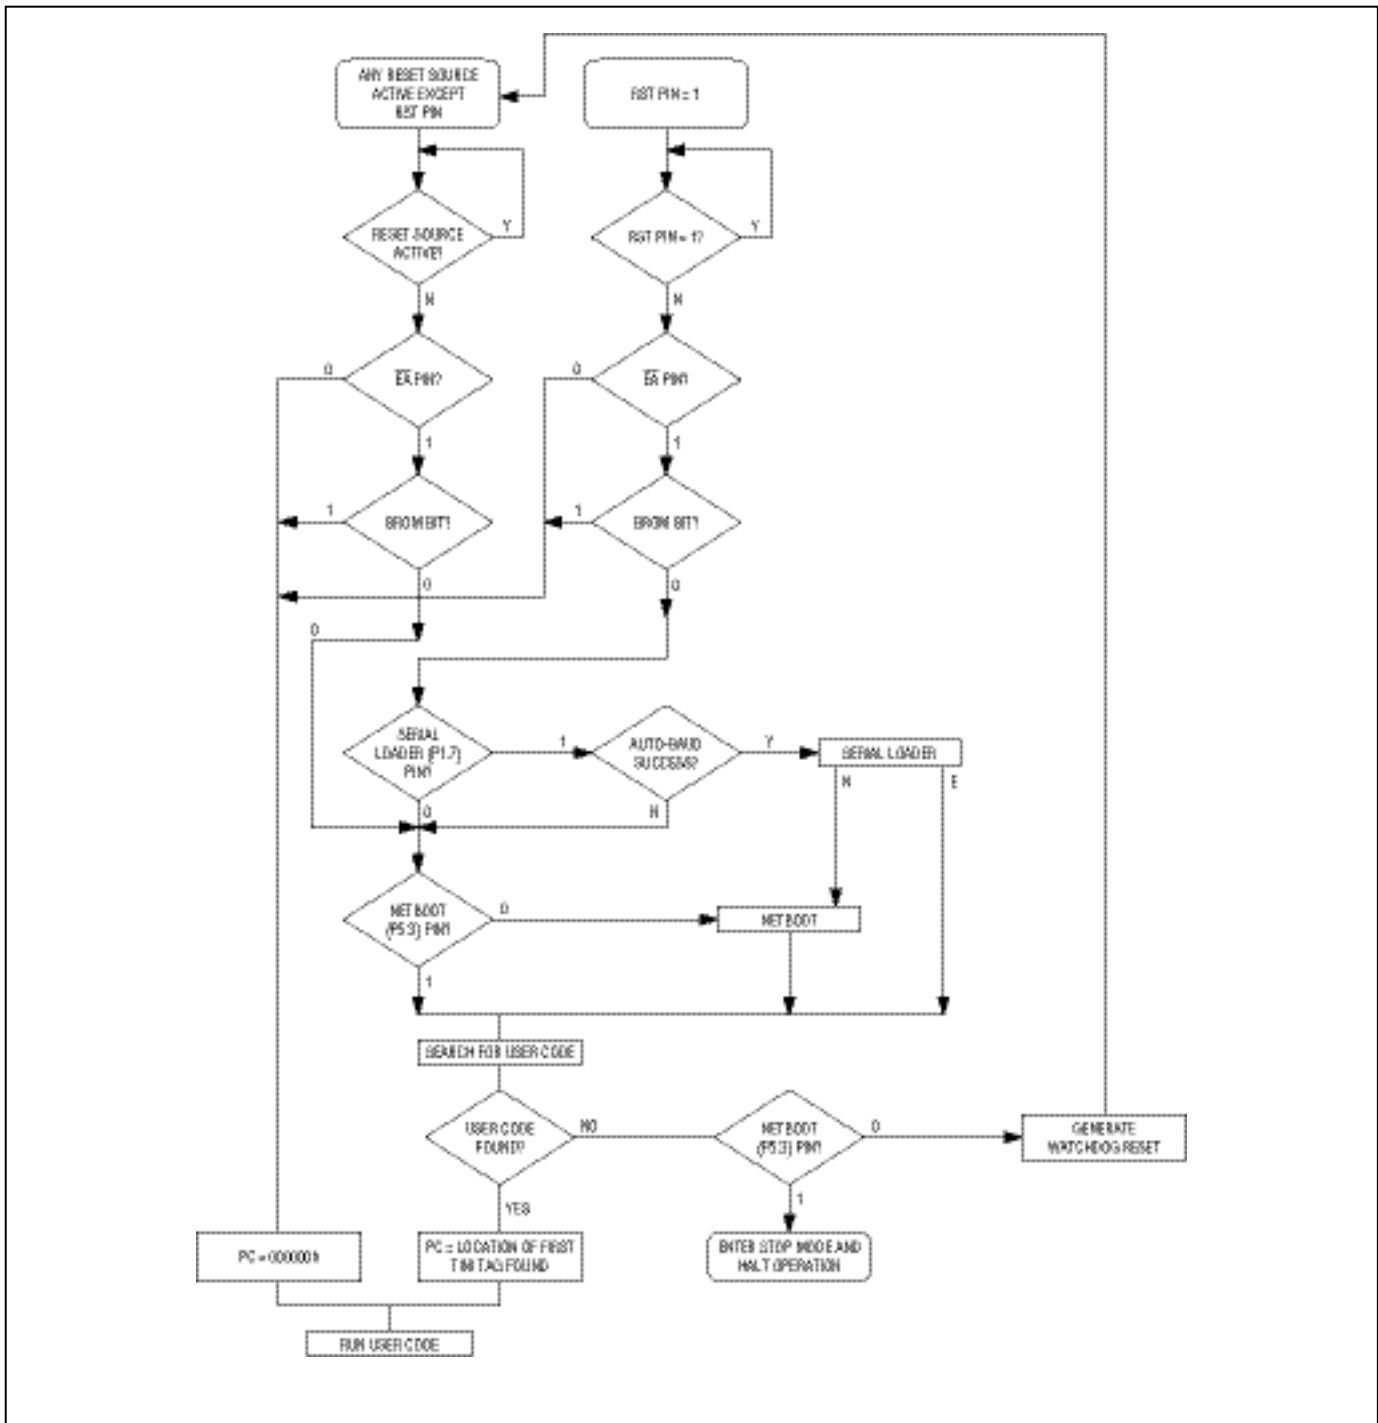 ANY RESET SOURCE
ACTIVE EXCEPT
RST PIN
RST PIN = 1
RESET SOURCE
ACTIVE?
Y
RST PIN = 1?
Y
N
N
0
EA PIN?
0
EA PIN?
1
1
1
BROM BIT?
1
BROM BIT?
0
0
0
SERIAL
LOADER (P1.7)
PIN?
1
AUTO-BAUD
SUCCESS?
Y
SERIAL LOADER
N
E
0
N
NET BOOT
(P5.3) PIN?
0
NET BOOT
1
SEARCH FOR USER CODE
USER CODE
FOUND?
NO
NET BOOT
(P5.3) PIN?
0
GENERATE
WATCHDOG RESET
YES
1
PC = 000000h
PC = LOCATION OF FIRST
TINI TAG FOUND
ENTER STOP MODE AND
HALT OPERATION
RUN USER CODE